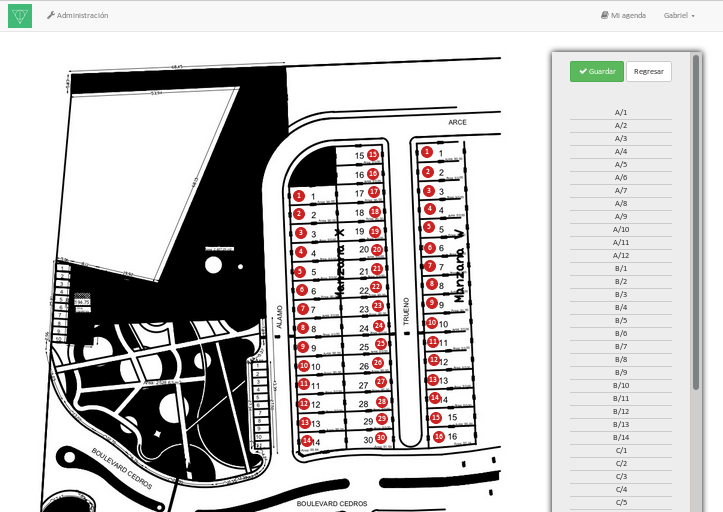 Administración
Mi agenda
Gabriel
Guardar
Regresar
A/1
A/2
A/3
A/4
A/5
A/6
A/7
A/8
A/9
A/10
A/11
A/12
B/1
B/2
B/3
B/4
B/5
B/6
B/7
B/8
B/9
B/10
B/11
B/12
B/13
B/14
C/1
C/2
C/3
C/4
C/5
ARCE
ALAMO
TRUENO
Manzana X
Manzana V
BOULEVARD CEDROS
BOULEVARD CEDROS
1 1
2 2
3 3
4 4
5 5
6 6
7 7
8 8
9 9
10 10
11 11
12 12
13 13
14 14
15 15
16 16
17 17
18 18
19 19
20 20
21 21
22 22
23 23
24 24
25 25
26 26
27 27
28 28
29 29
30 30
1 1
2 2
3 3
4 4
5 5
6 6
7 7
8 8
9 9
10 10
11 11
12 12
13 13
14 14
15 15
16 16